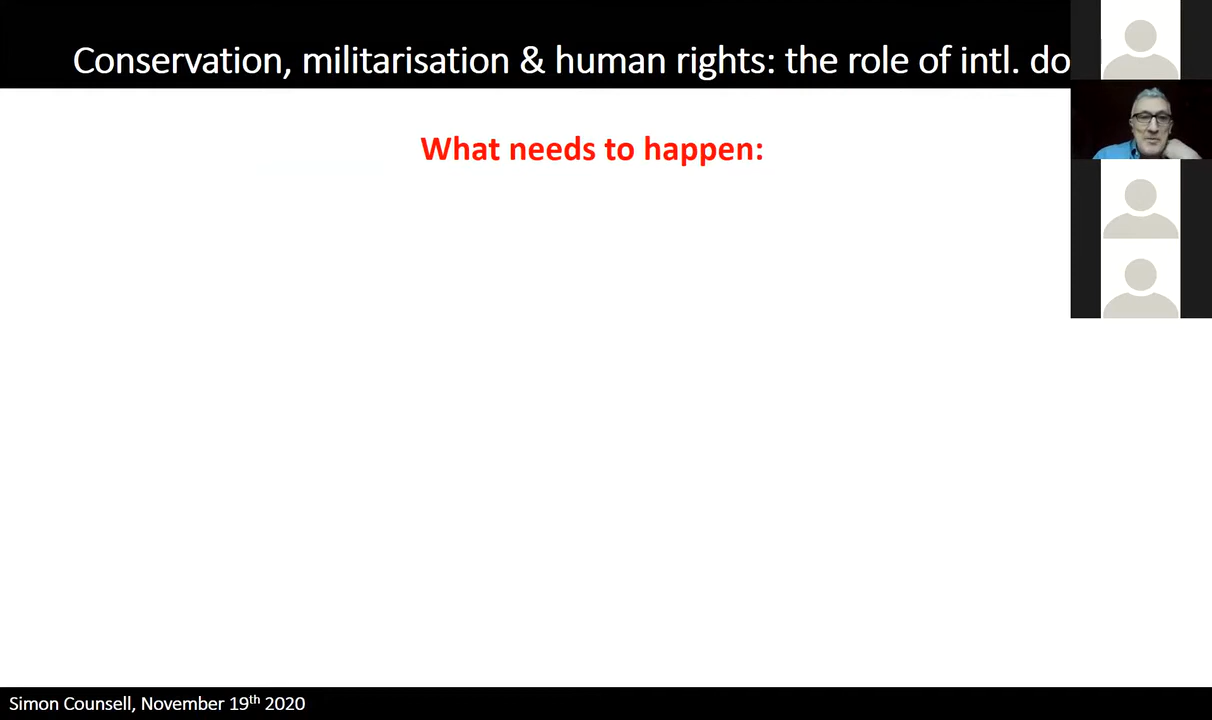 Conservation, militarisation & human rights: the role of intl. do
What needs to happen:
Simon Counsell, November 19th 2020